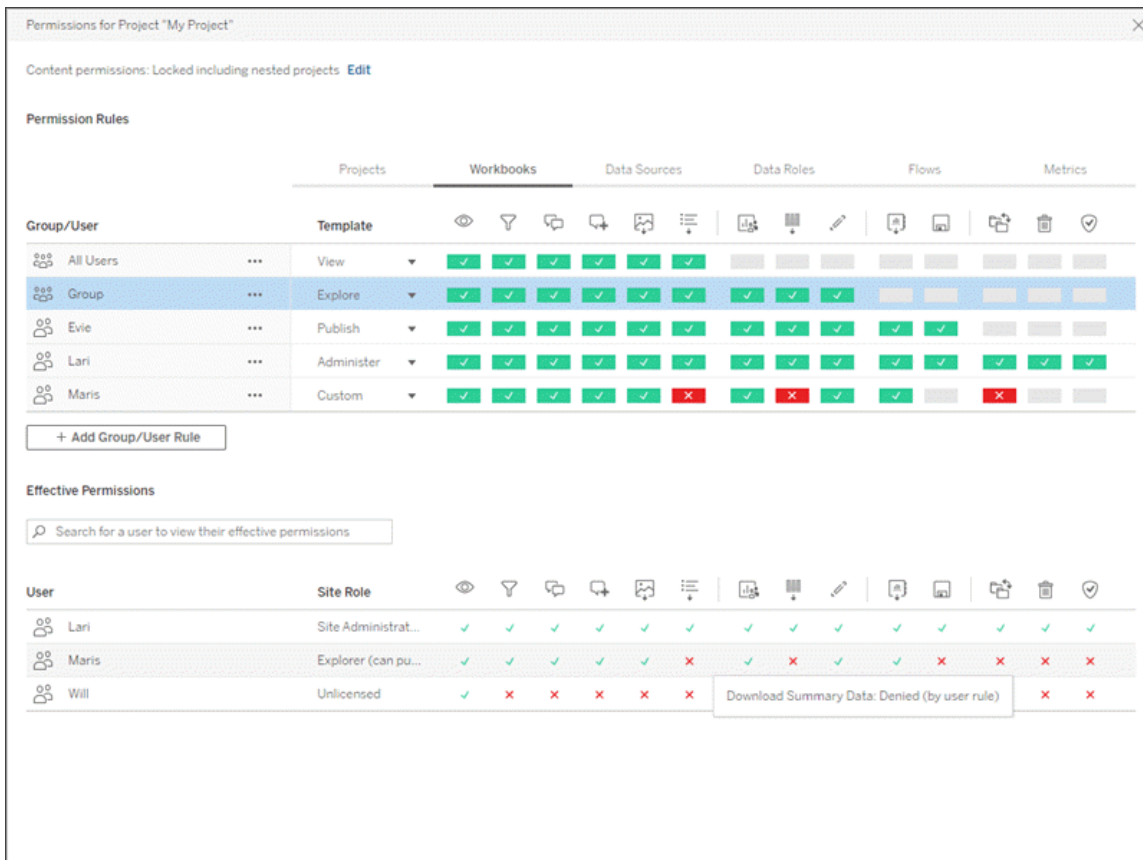 Permissions for Project "My Project"
Content permissions: Locked including nested projects Edit
Permission Rules
Projects Workbooks Data Sources Data Roles Flows Metrics
Group/User Template
All Users ••• View
Group ••• Explore
Evie ••• Publish
Lari ••• Administer
Maris ••• Custom
+ Add Group/User Rule
Effective Permissions
Search for a user to view their effective permissions
User Site Role
Lari Site Administrat...
Maris Explorer (can pu...
Will Unlicensed
Download Summary Data: Denied (by user rule)